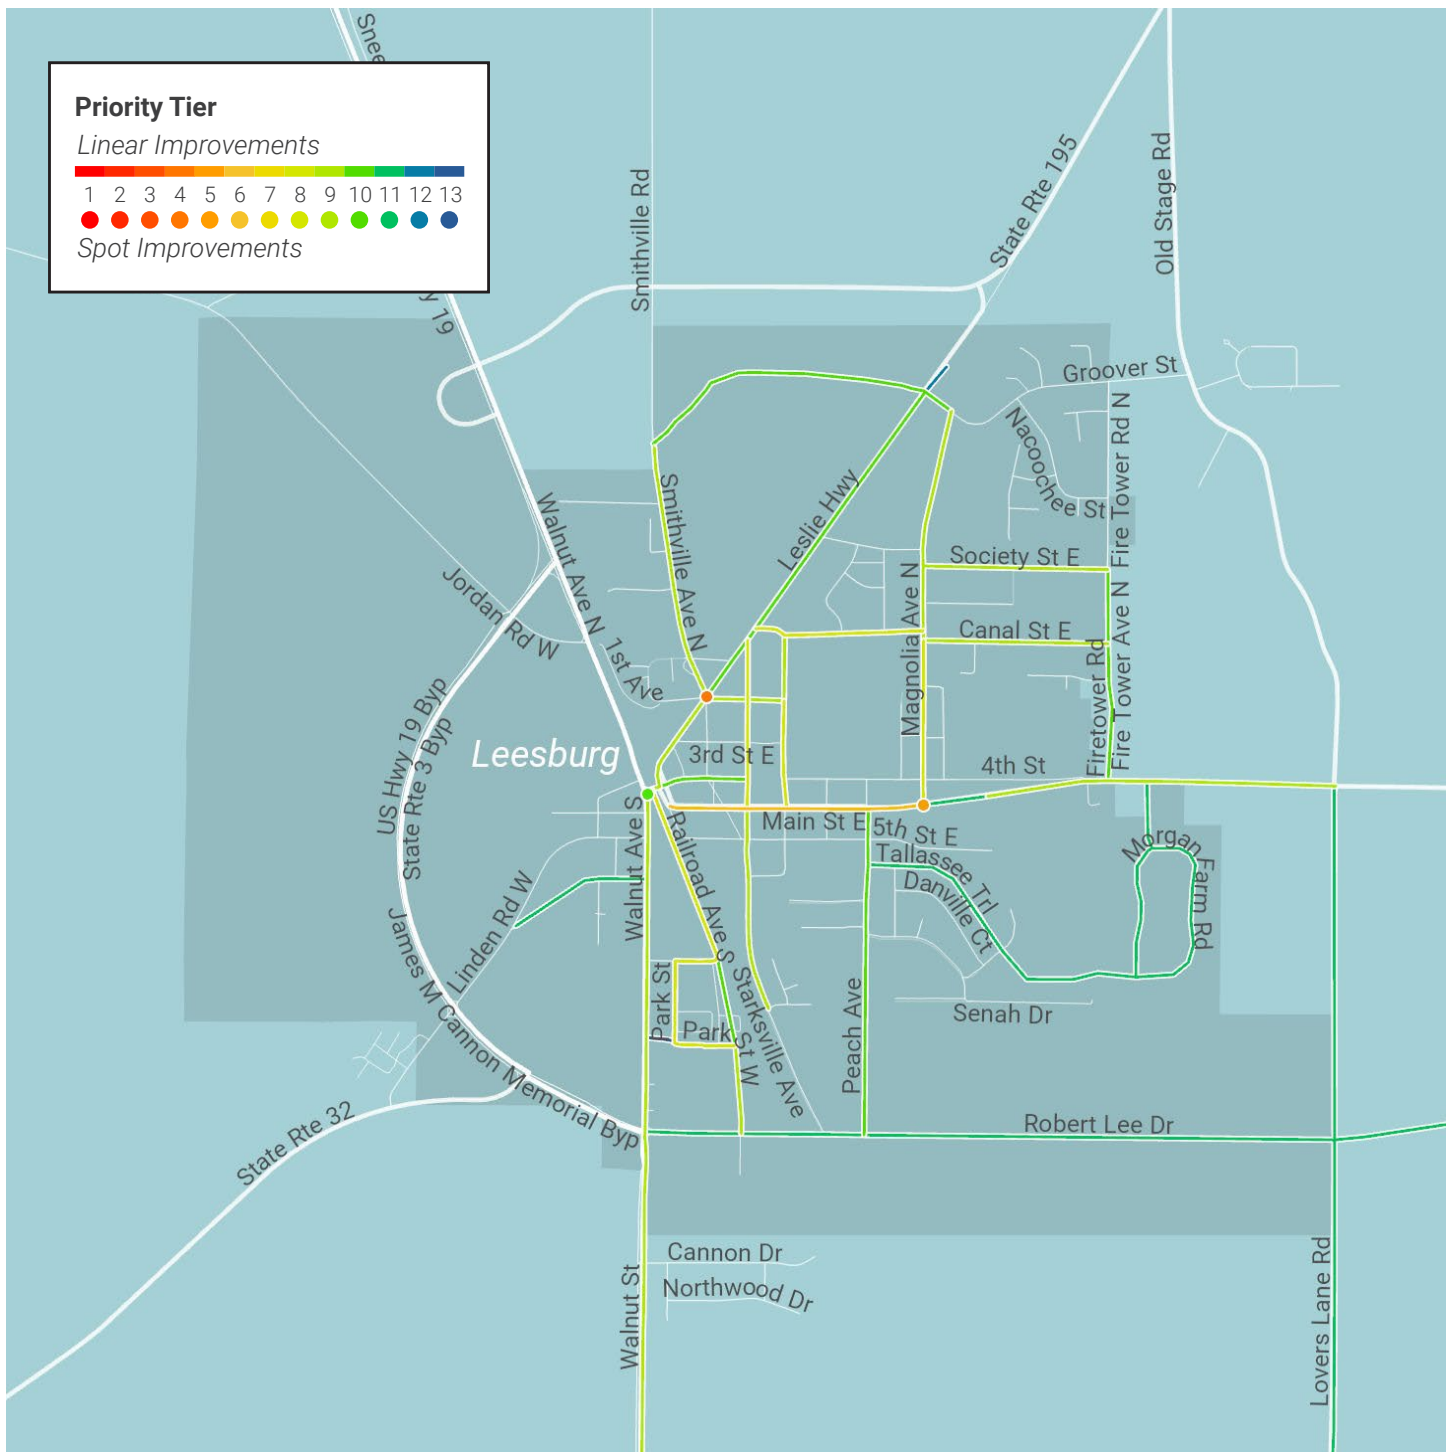 Snee
Priority Tier
Linear Improvements
1 2 3 4 5 6 7 8 9 10 11 12 13
Spot Improvements
y 19
Smithville Rd
State Rte 195
Old Stage Rd
Groover St
Nacoochee St
Fire Tower Rd N
Walnut Ave N
Smithville Ave N
Leslie Hwy
Society St E
Jordan Rd W
1st Ave
Magnolia Ave N
Canal St E
Firetower Rd
Fire Tower Ave N
US Hwy 19 Byp
State Rte 3 Byp
Leesburg
3rd St E
4th St
Main St E
5th St E
Walnut Ave S
Railroad Ave S
Tallassee Trl
Danville Ct
Morgan Farm Rd
Linden Rd W
James M Cannon Memorial Byp
Park St
Park St W
Starksville Ave
Peach Ave
Senah Dr
State Rte 32
Robert Lee Dr
Cannon Dr
Northwood Dr
Walnut St
Lovers Lane Rd